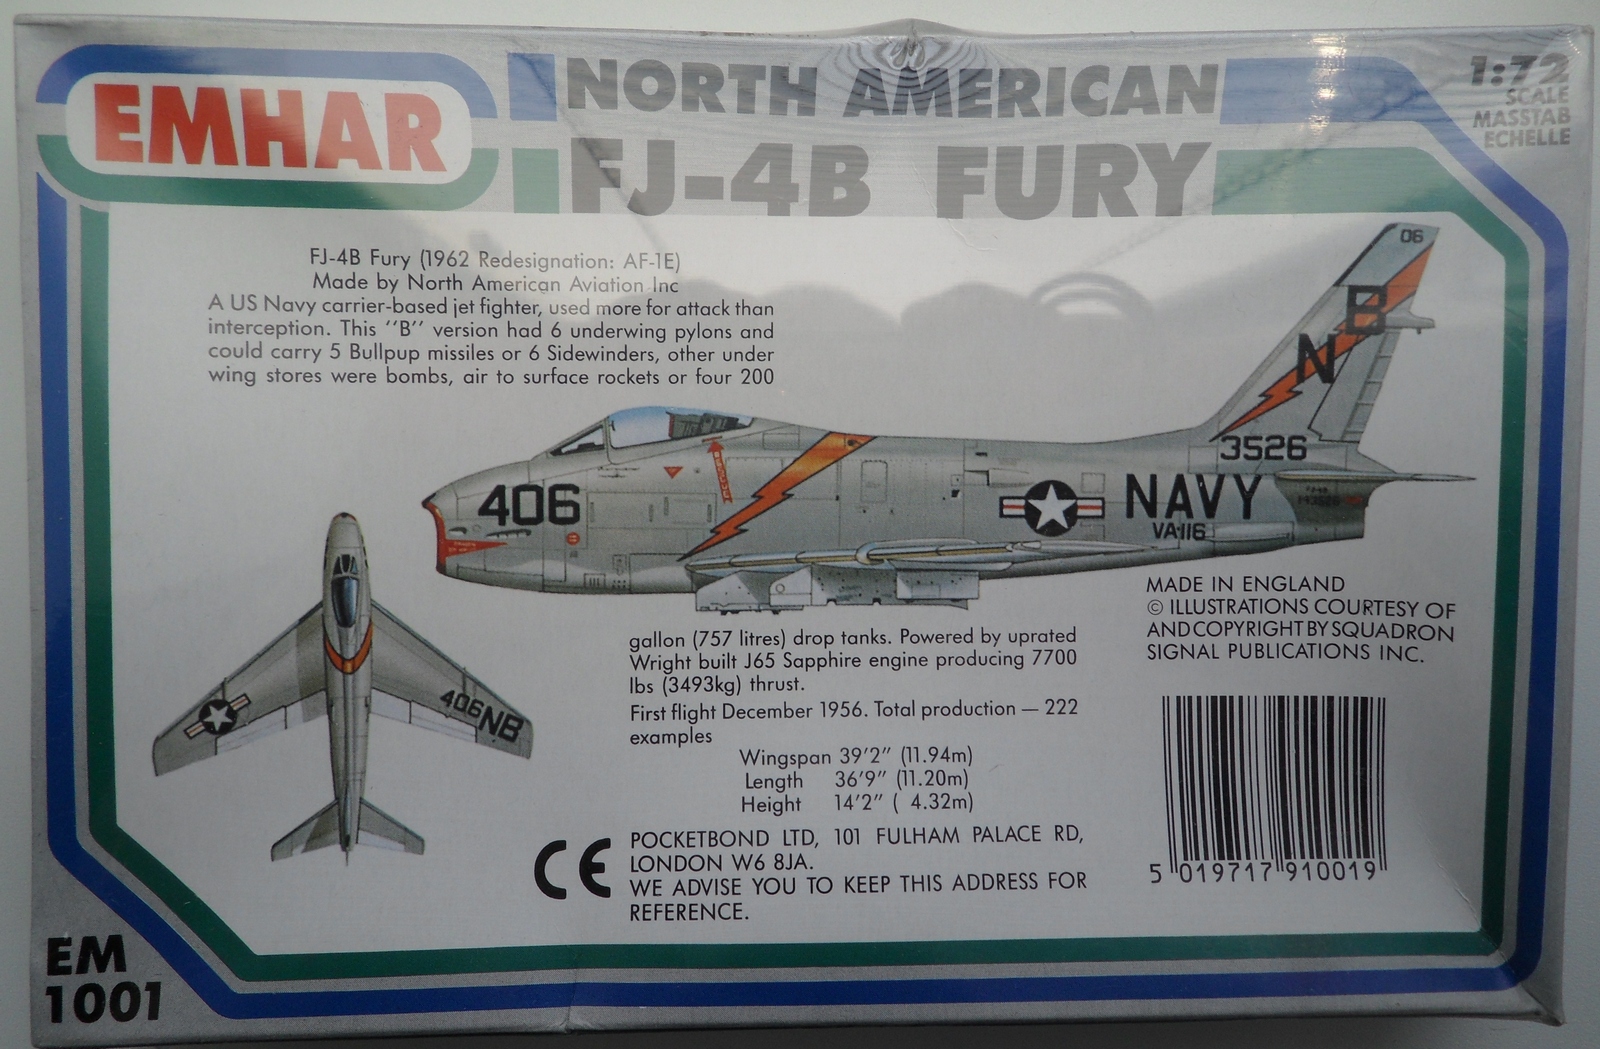 EMHAR
NORTH AMERICAN
FJ-4B FURY
1:72
SCALE
MASSTAB
ECHELLE
FJ-4B Fury (1962 Redesignation: AF-1E)
Made by North American Aviation Inc
A US Navy carrier-based jet fighter, used more for attack than
interception. This ‘‘B’’ version had 6 underwing pylons and
could carry 5 Bullpup missiles or 6 Sidewinders, other under
wing stores were bombs, air to surface rockets or four 200
06
B
N
3526
406
NAVY
VA-116
406NB
gallon (757 litres) drop tanks. Powered by uprated
Wright built J65 Sapphire engine producing 7700
lbs (3493kg) thrust.
First flight December 1956. Total production — 222
examples
Wingspan 39’2’’ (11.94m)
Length 36’9’’ (11.20m)
Height 14’2’’ ( 4.32m)
MADE IN ENGLAND
© ILLUSTRATIONS COURTESY OF
AND COPYRIGHT BY SQUADRON
SIGNAL PUBLICATIONS INC.
CE
POCKETBOND LTD, 101 FULHAM PALACE RD,
LONDON W6 8JA.
WE ADVISE YOU TO KEEP THIS ADDRESS FOR
REFERENCE.
5 019717 910019
EM
1001